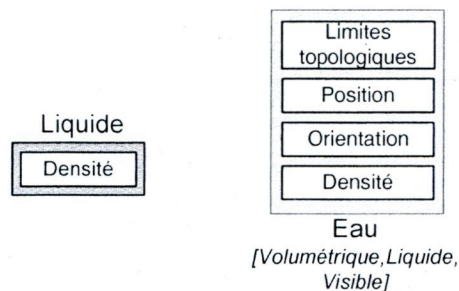 Liquide
Densité
Limites
topologiques
Position
Orientation
Densité
Eau
[Volumétrique,Liquide,
Visible]